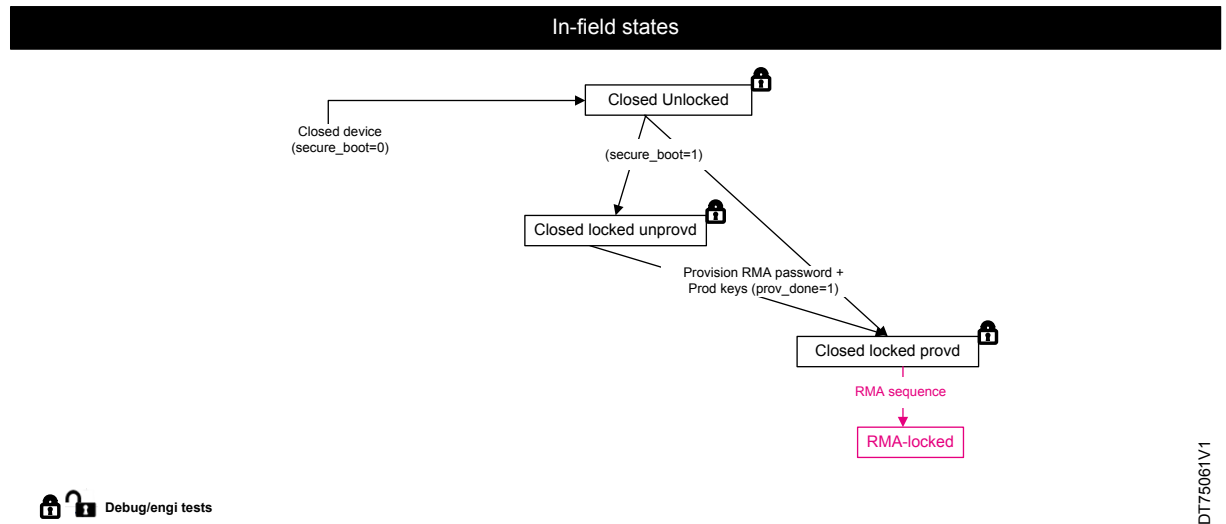 In-field states
Closed Unlocked
Closed device
(secure_boot=0)
(secure_boot=1)
Closed locked unprovd
Provision RMA password +
Prod keys (prov_done=1)
Closed locked provd
RMA sequence
RMA-locked
Debug/engi tests
DT75061V1